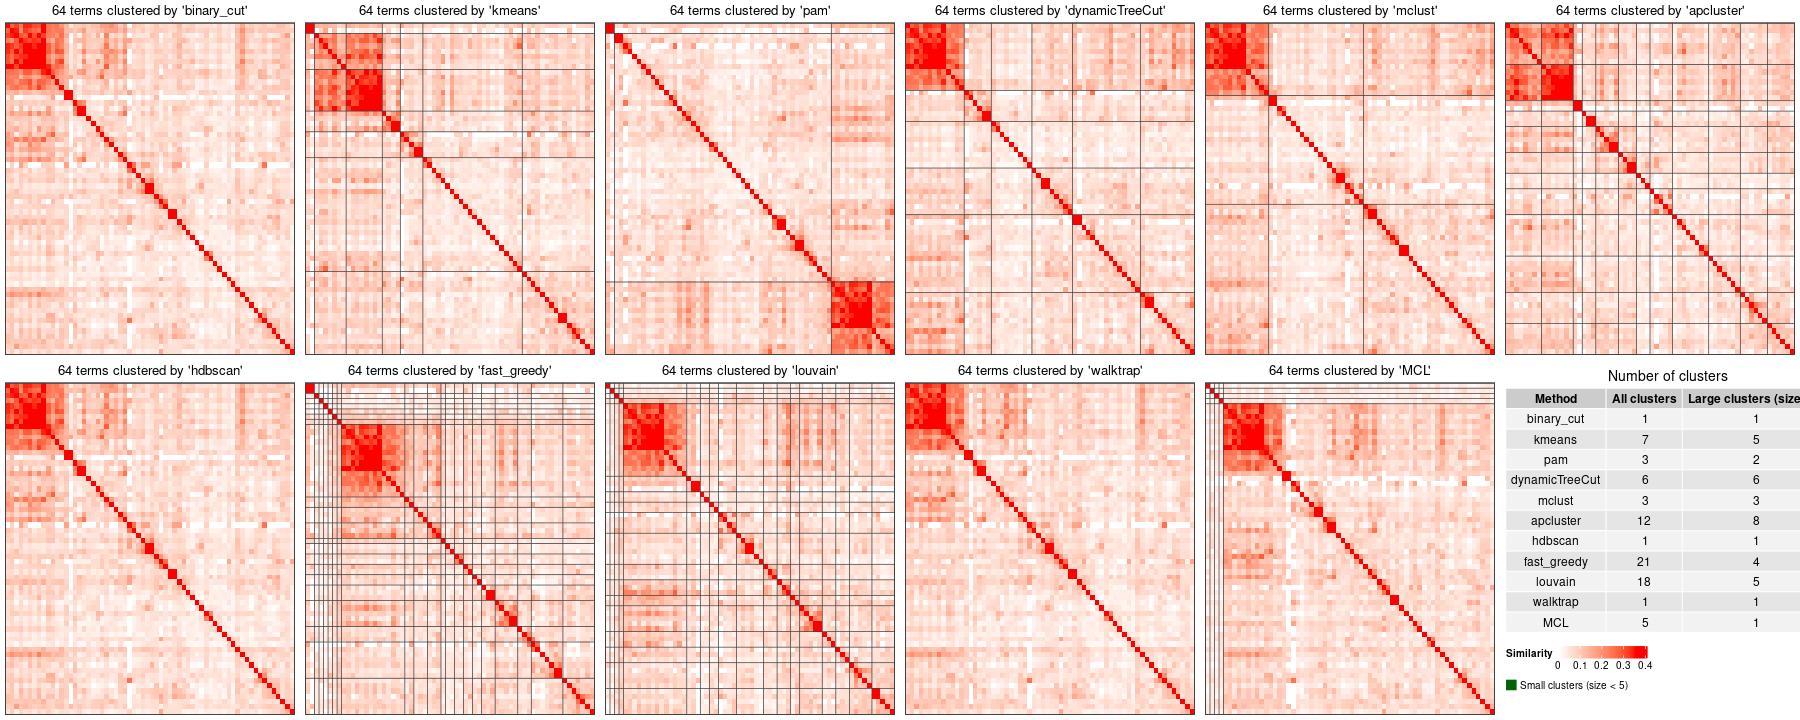 64 terms clustered by 'binary_cut'
64 terms clustered by 'kmeans'
64 terms clustered by 'pam'
64 terms clustered by 'dynamicTreeCut'
64 terms clustered by 'mclust'
64 terms clustered by 'apcluster'
64 terms clustered by 'hdbscan'
64 terms clustered by 'fast_greedy'
64 terms clustered by 'louvain'
64 terms clustered by 'walktrap'
64 terms clustered by 'MCL'
Number of clusters
Method All clusters Large clusters (size
binary_cut 1 1
kmeans 7 5
pam 3 2
dynamicTreeCut 6 6
mclust 3 3
apcluster 12 8
hdbscan 1 1
fast_greedy 21 4
louvain 18 5
walktrap 1 1
MCL 5 1
Similarity
0 0.1 0.2 0.3 0.4
Small clusters (size < 5)